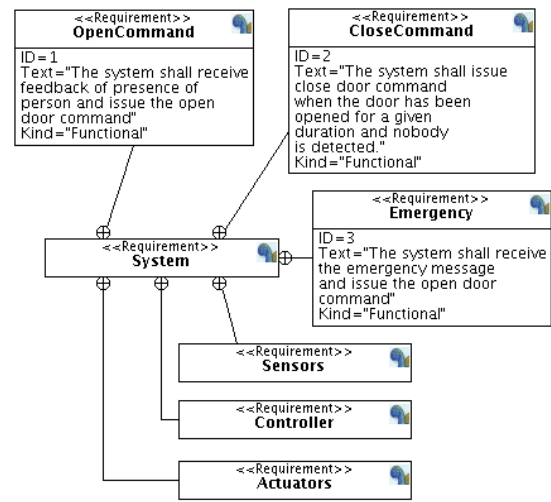 <<Requirement>>
OpenCommand
ID=1
Text="The system shall receive
feedback of presence of
person and issue the open
door command"
Kind="Functional"
<<Requirement>>
CloseCommand
ID=2
Text="The system shall issue
close door command
when the door has been
opened for a given
duration and nobody
is detected."
Kind="Functional"
<<Requirement>>
Emergency
ID=3
Text="The system shall receive
the emergency message
and issue the open door
command"
Kind="Functional"
<<Requirement>>
System
<<Requirement>>
Sensors
<<Requirement>>
Controller
<<Requirement>>
Actuators